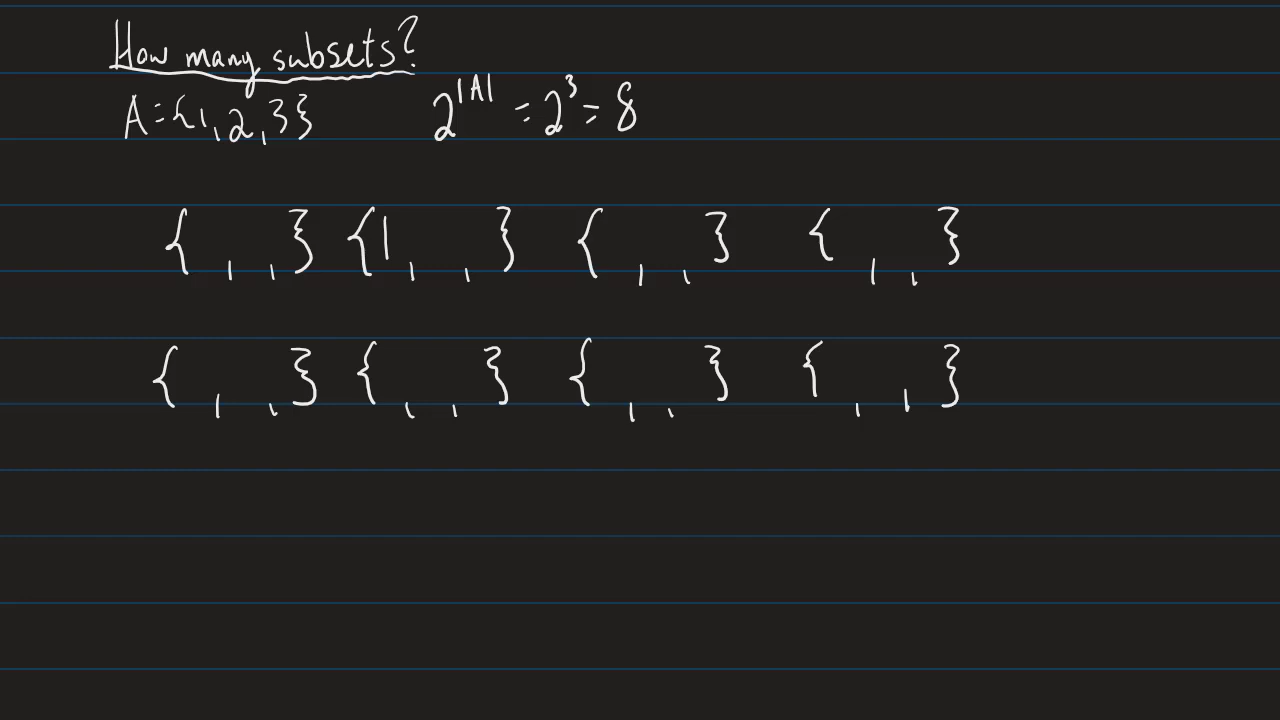 How many subsets?
A={1,2,3} 2^|A| = 2^3 = 8
{ , , } {1, , } { , , } { , , }
{ , , } { , , } { , , } { , , }